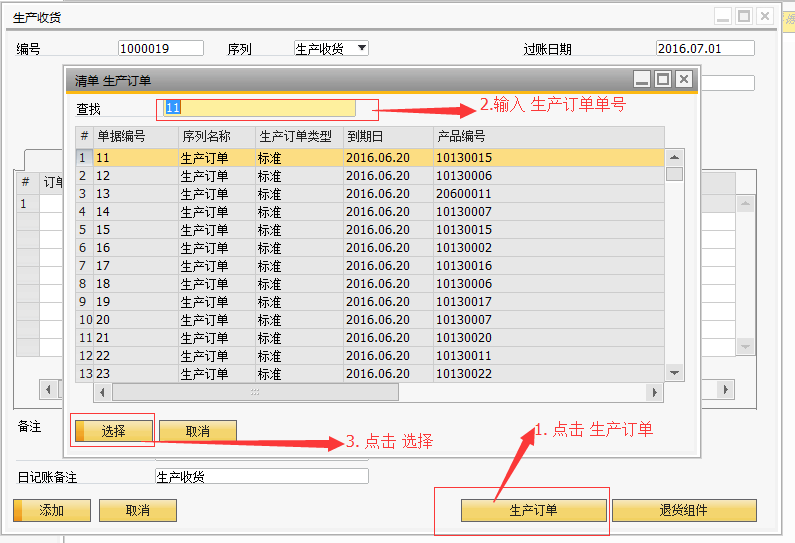 生产收货
编号 1000019 序列 生产收货 过账日期 2016.07.01
清单 生产订单
查找 11
2.输入 生产订单单号
# 单据编号 序列名称 生产订单类型 到期日 产品编号
1 11 生产订单 标准 2016.06.20 10130015
2 12 生产订单 标准 2016.06.20 10130006
3 13 生产订单 标准 2016.06.20 20600011
4 14 生产订单 标准 2016.06.20 10130007
5 15 生产订单 标准 2016.06.20 10130015
6 16 生产订单 标准 2016.06.20 10130002
7 17 生产订单 标准 2016.06.20 10130016
8 18 生产订单 标准 2016.06.20 10130006
9 19 生产订单 标准 2016.06.20 10130017
10 20 生产订单 标准 2016.06.20 10130007
11 21 生产订单 标准 2016.06.20 10130020
12 22 生产订单 标准 2016.06.20 10130011
13 23 生产订单 标准 2016.06.20 10130022
# 订单
1
选择 取消
3. 点击 选择
1. 点击 生产订单
备注
日记账备注 生产收货
添加 取消 生产订单 退货组件